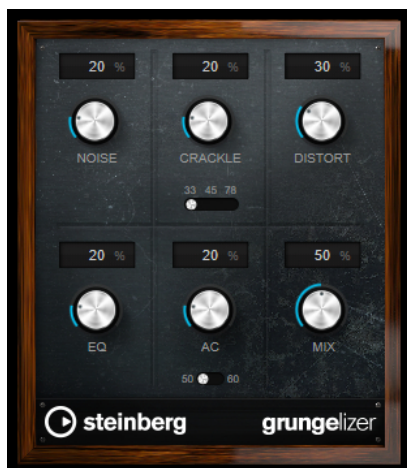 20 % 20 % 30 %
NOISE CRACKLE DISTORT
33 45 78
20 % 20 % 50 %
EQ AC MIX
50 60
steinberg grungelizer